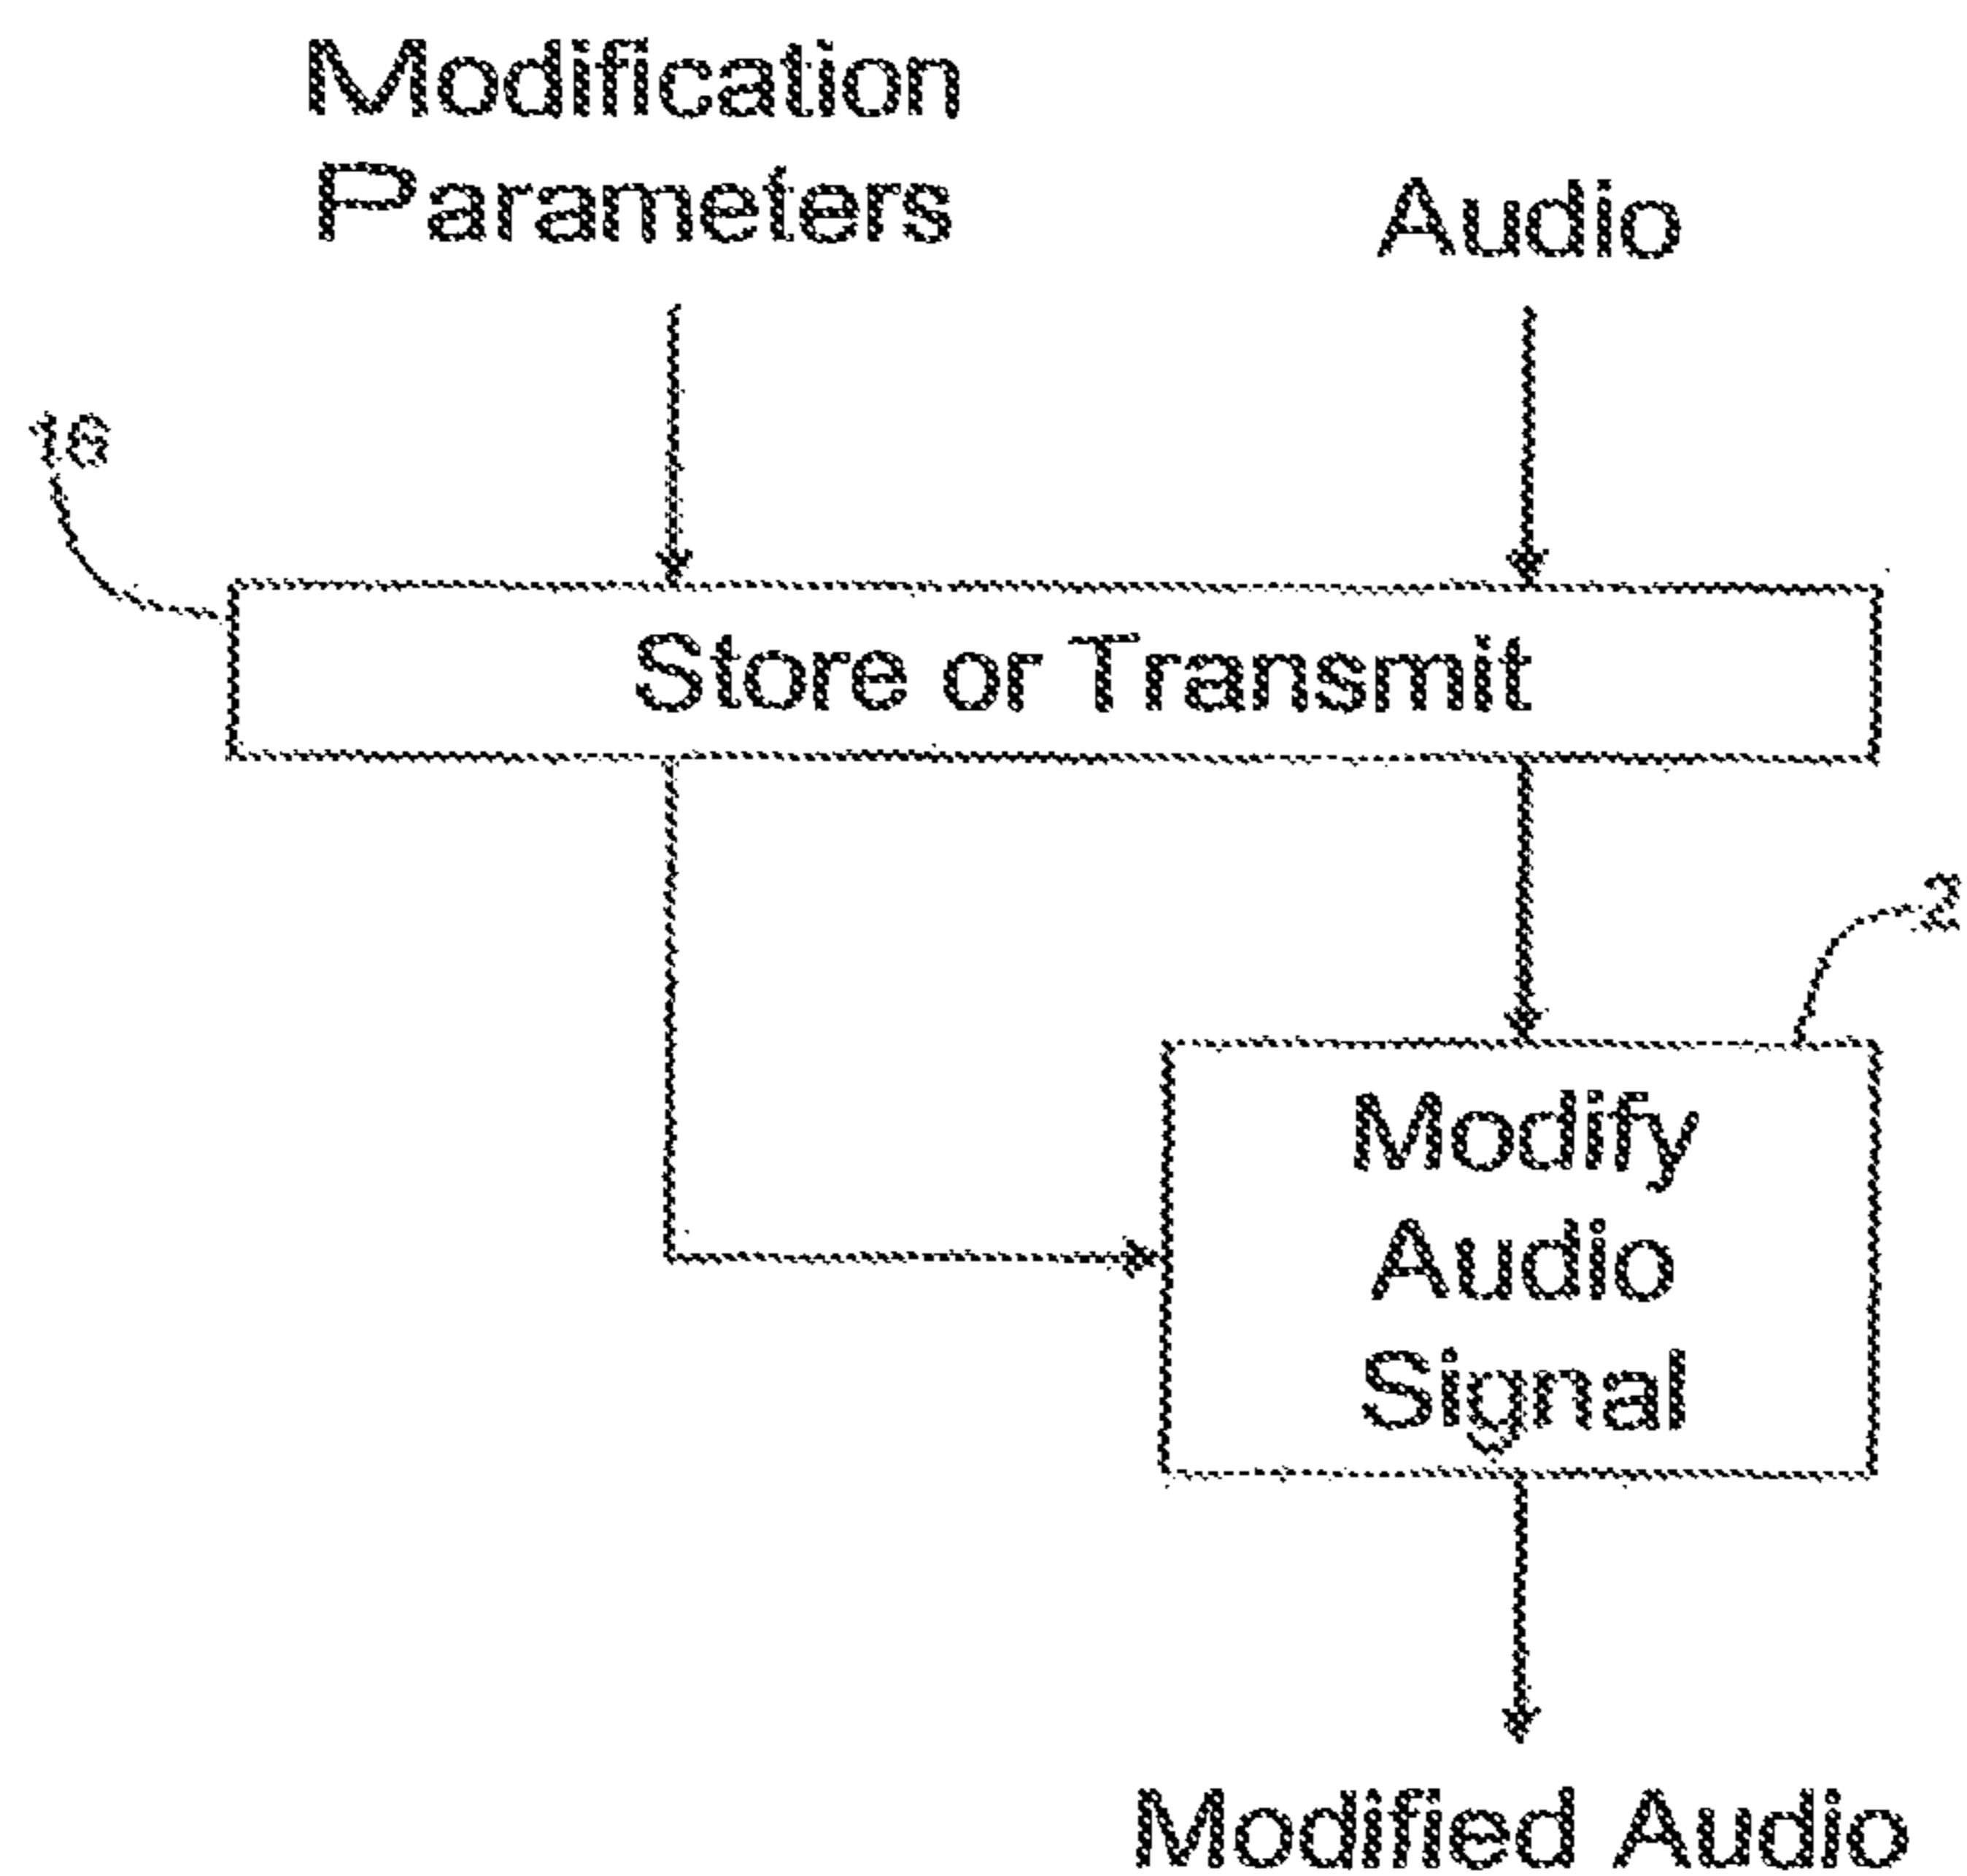 Modification
Parameters
Audio
16
Store or Transmit
2
Modify
Audio
Signal
Modified Audio